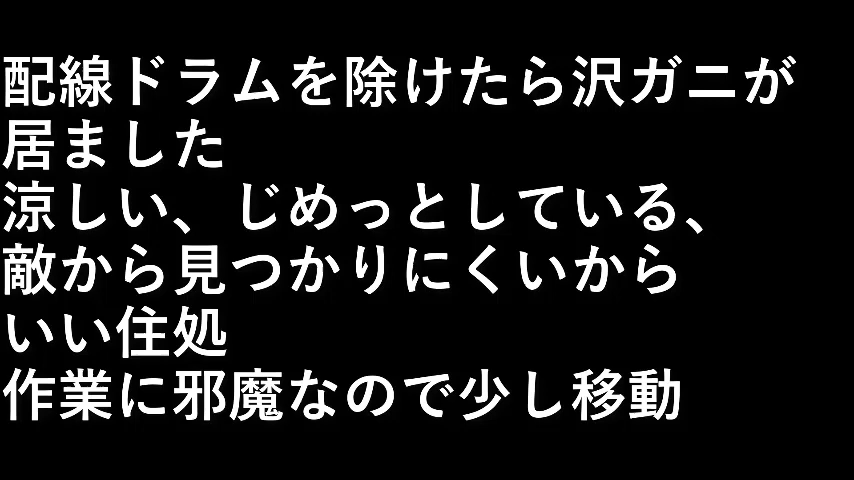 配線ドラムを除けたら沢ガニが
居ました
涼しい、じめっとしている、
敵から見つかりにくいから
いい住処
作業に邪魔なので少し移動